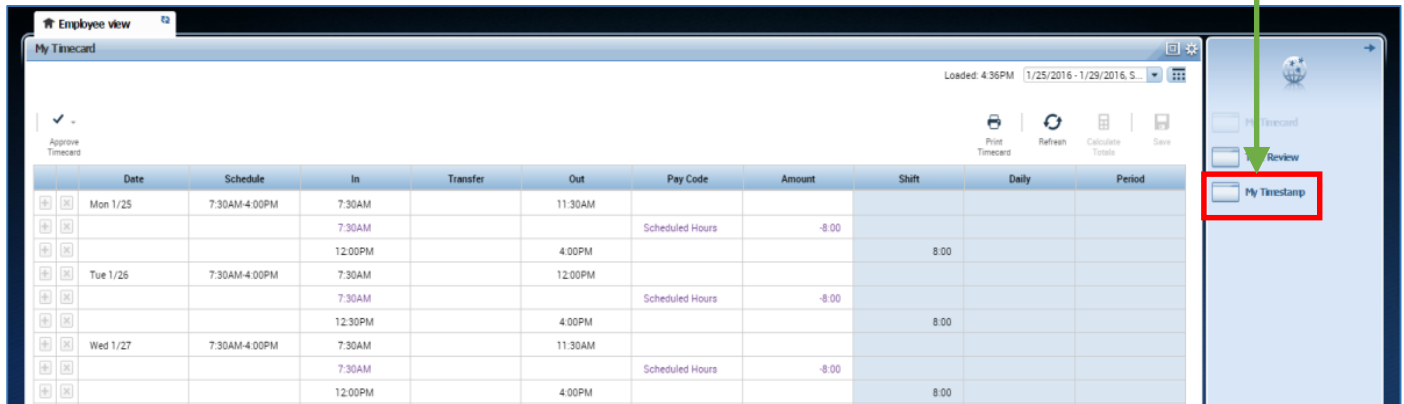 Employee view
My Timecard
Loaded: 4:36PM 1/25/2016 - 1/29/2016, S...
Approve Timecard
Print Timecard
Refresh
Calculate Totals
Save
Date Schedule In Transfer Out Pay Code Amount Shift Daily Period
Mon 1/25 7:30AM-4:00PM 7:30AM 11:30AM
7:30AM Scheduled Hours -8:00
12:00PM 4:00PM 8:00
Tue 1/26 7:30AM-4:00PM 7:30AM 12:00PM
7:30AM Scheduled Hours -8:00
12:30PM 4:00PM 8:00
Wed 1/27 7:30AM-4:00PM 7:30AM 11:30AM
7:30AM Scheduled Hours -8:00
12:00PM 4:00PM 8:00
My Timecard
Review
My Timestamp